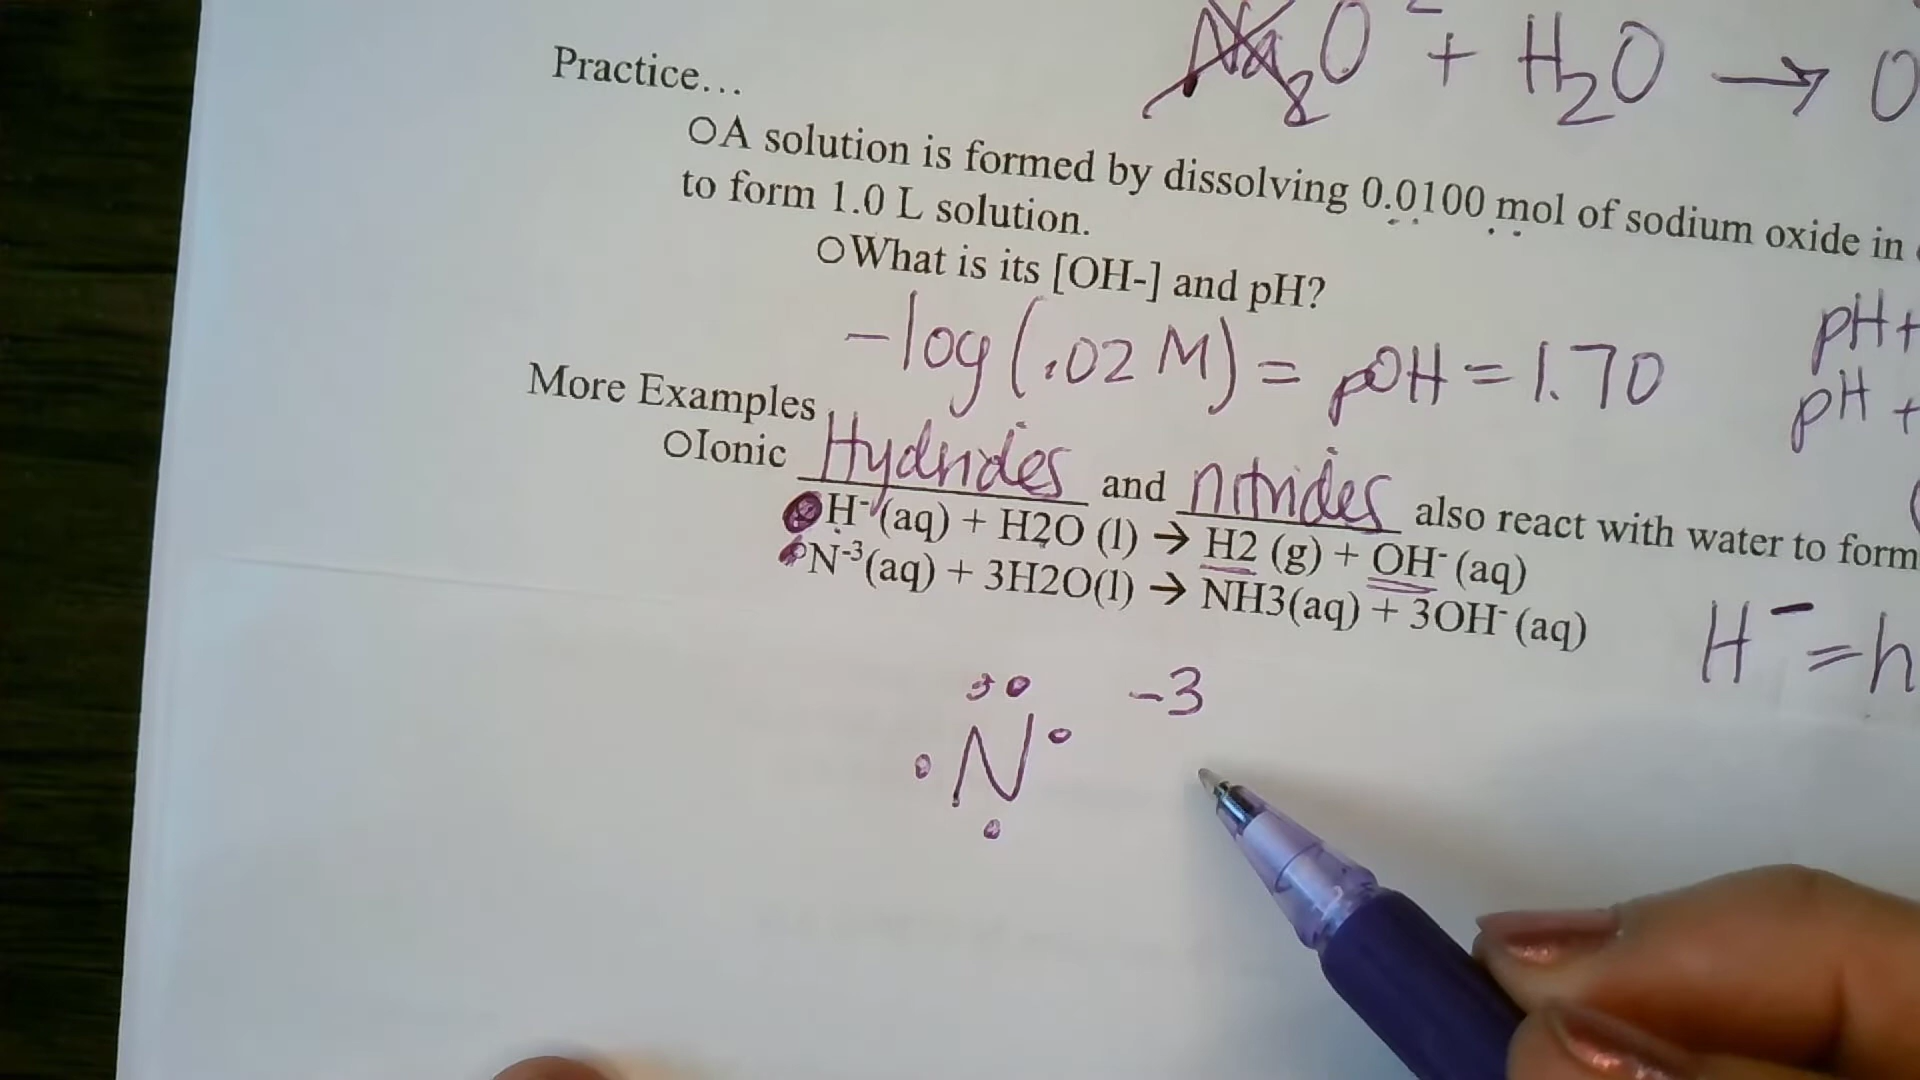 Na₂O⁻ + H₂O → O
Practice...
○A solution is formed by dissolving 0.0100 mol of sodium oxide in
to form 1.0 L solution.
○What is its [OH-] and pH?
-log(.02M) = pOH = 1.70
pH+
pH +
More Examples
○Ionic Hydrides and nitrides also react with water to form
H⁻ (aq) + H2O (l) → H2 (g) + OH⁻ (aq)
N⁻³(aq) + 3H2O(l) → NH3(aq) + 3OH⁻ (aq)
H⁻ = h
N -3